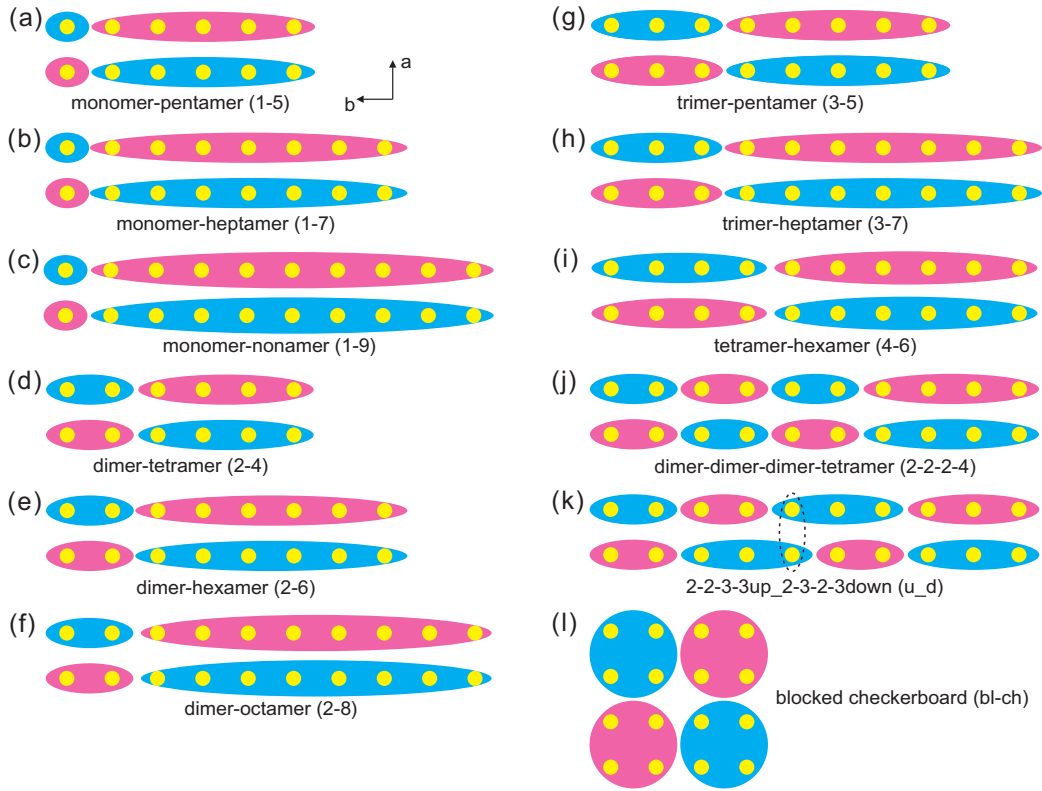 (a)
monomer-pentamer (1-5)
a
b
(b)
monomer-heptamer (1-7)
(c)
monomer-nonamer (1-9)
(d)
dimer-tetramer (2-4)
(e)
dimer-hexamer (2-6)
(f)
dimer-octamer (2-8)
(g)
trimer-pentamer (3-5)
(h)
trimer-heptamer (3-7)
(i)
tetramer-hexamer (4-6)
(j)
dimer-dimer-dimer-tetramer (2-2-2-4)
(k)
2-2-3-3up_2-3-2-3down (u_d)
(l)
blocked checkerboard (bl-ch)